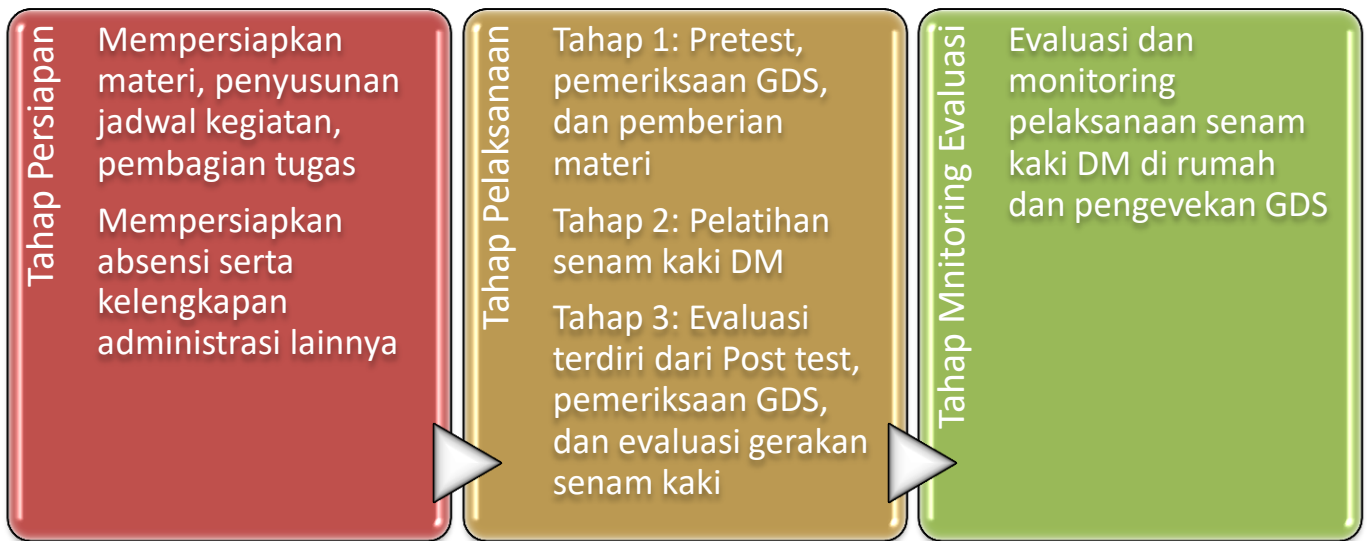 Tahap Persiapan
Mempersiapkan
materi, penyusunan
jadwal kegiatan,
pembagian tugas
Mempersiapkan
absensi serta
kelengkapan
administrasi lainnya
Tahap Pelaksanaan
Tahap 1: Pretest,
pemeriksaan GDS,
dan pemberian
materi
Tahap 2: Pelatihan
senam kaki DM
Tahap 3: Evaluasi
terdiri dari Post test,
pemeriksaan GDS,
dan evaluasi gerakan
senam kaki
Tahap Mnitoring Evaluasi
Evaluasi dan
monitoring
pelaksanaan senam
kaki DM di rumah
dan pengevekan GDS